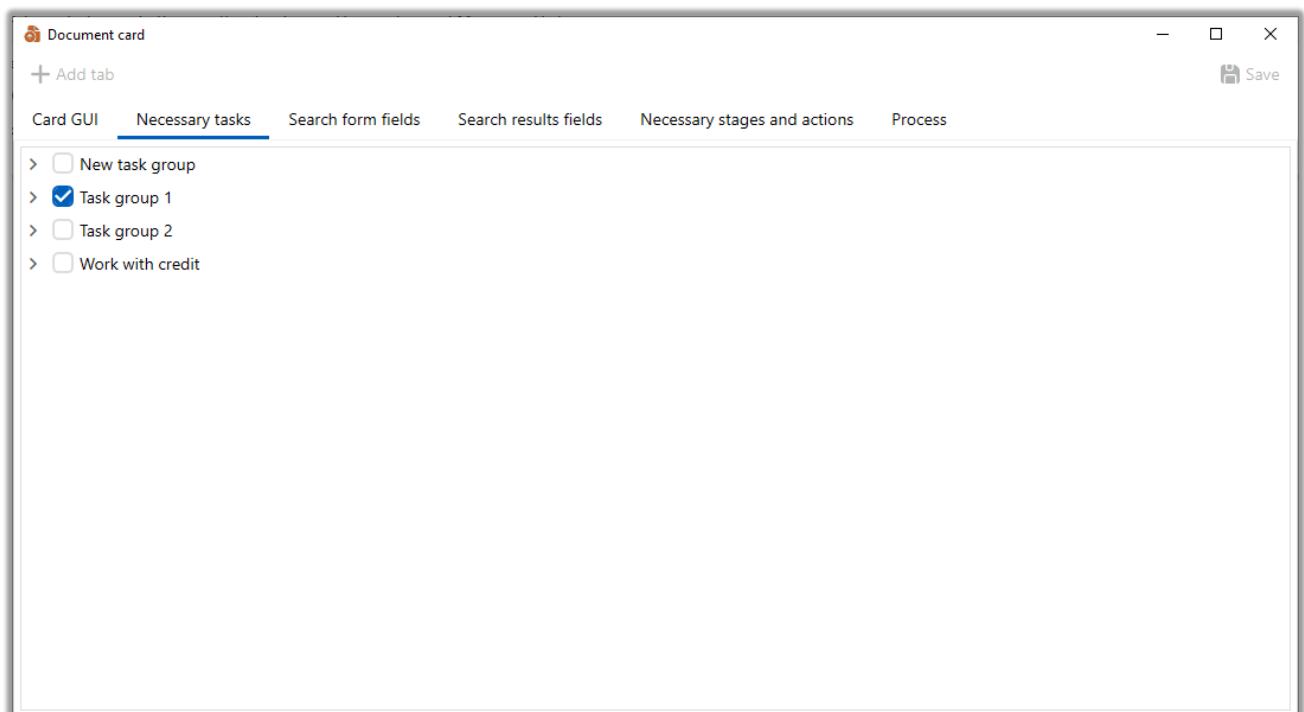 Document card
Add tab Save
Card GUI Necessary tasks Search form fields Search results fields Necessary stages and actions Process
New task group
Task group 1
Task group 2
Work with credit